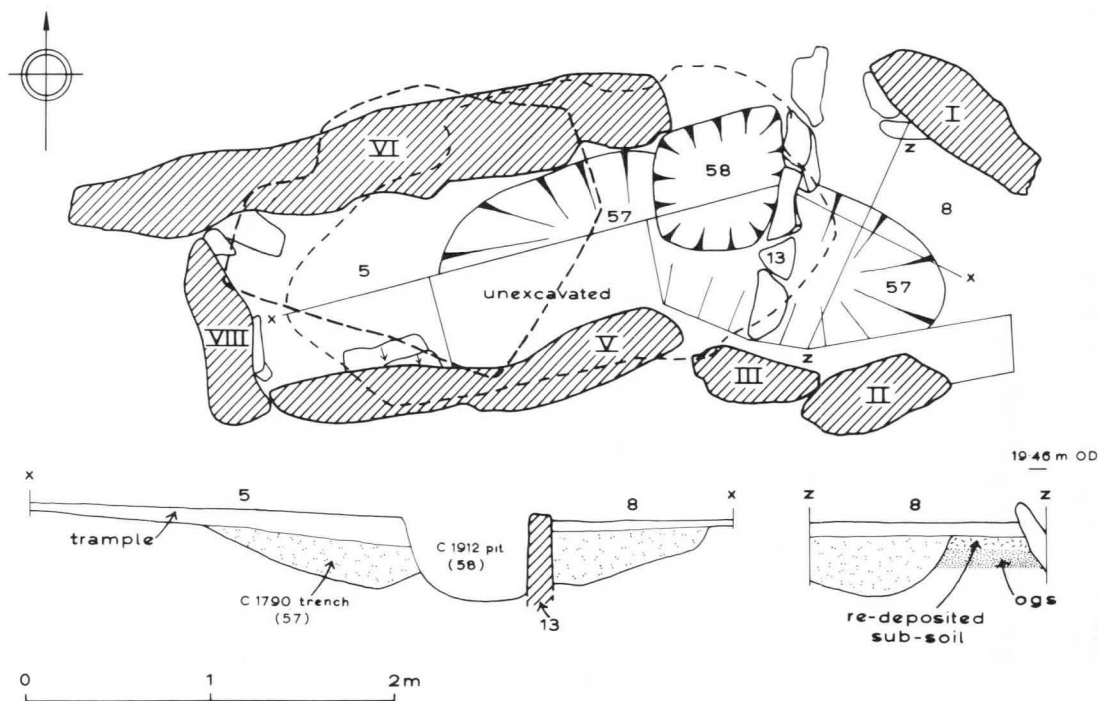 I
VI
z
58
8
57
13
5
57
x
unexcavated
x
VIII
V
z
III
II
19·46 m OD
x
5
8
x
z
8
z
trample
C 1912 pit
(58)
C 1790 trench
(57)
13
ogs
re-deposited
sub-soil
0
1
2m